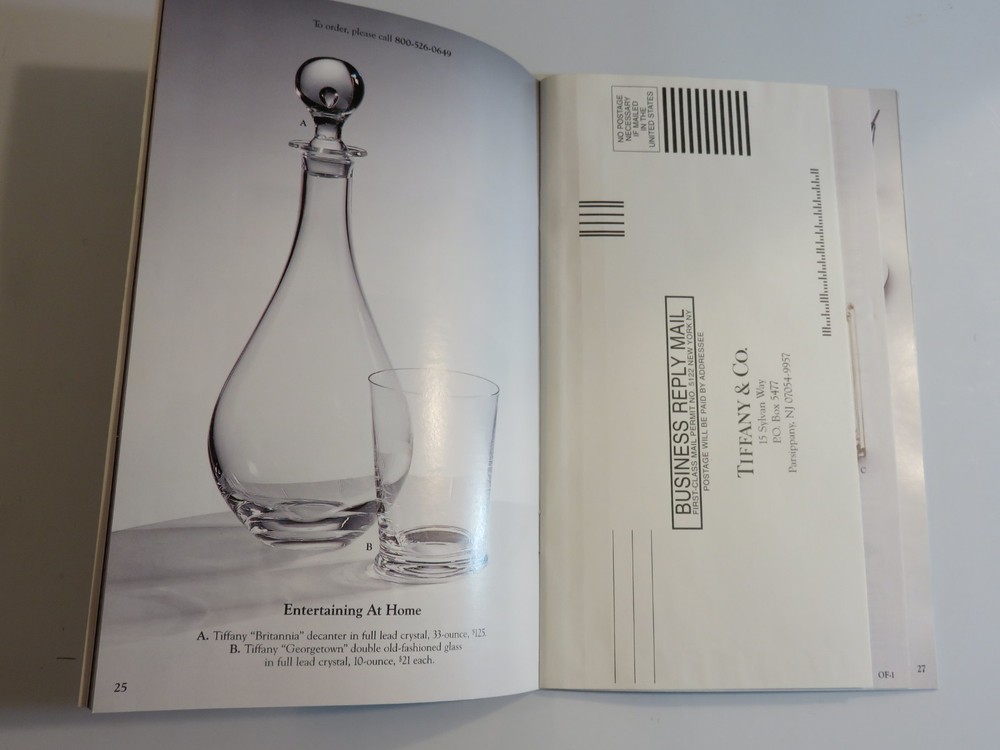 To order, please call 800-526-0649
A
B
Entertaining At Home
A. Tiffany “Britannia” decanter in full lead crystal, 33-ounce, $125.
B. Tiffany “Georgetown” double old-fashioned glass
in full lead crystal, 10-ounce, $21 each.
25
NO POSTAGE
NECESSARY
IF MAILED
IN THE
UNITED STATES
BUSINESS REPLY MAIL
FIRST-CLASS MAIL PERMIT NO. 5122 NEW YORK NY
POSTAGE WILL BE PAID BY ADDRESSEE
TIFFANY & CO.
15 Sylvan Way
P.O. Box 5477
Parsippany, NJ 07054-9957
OF-1
27